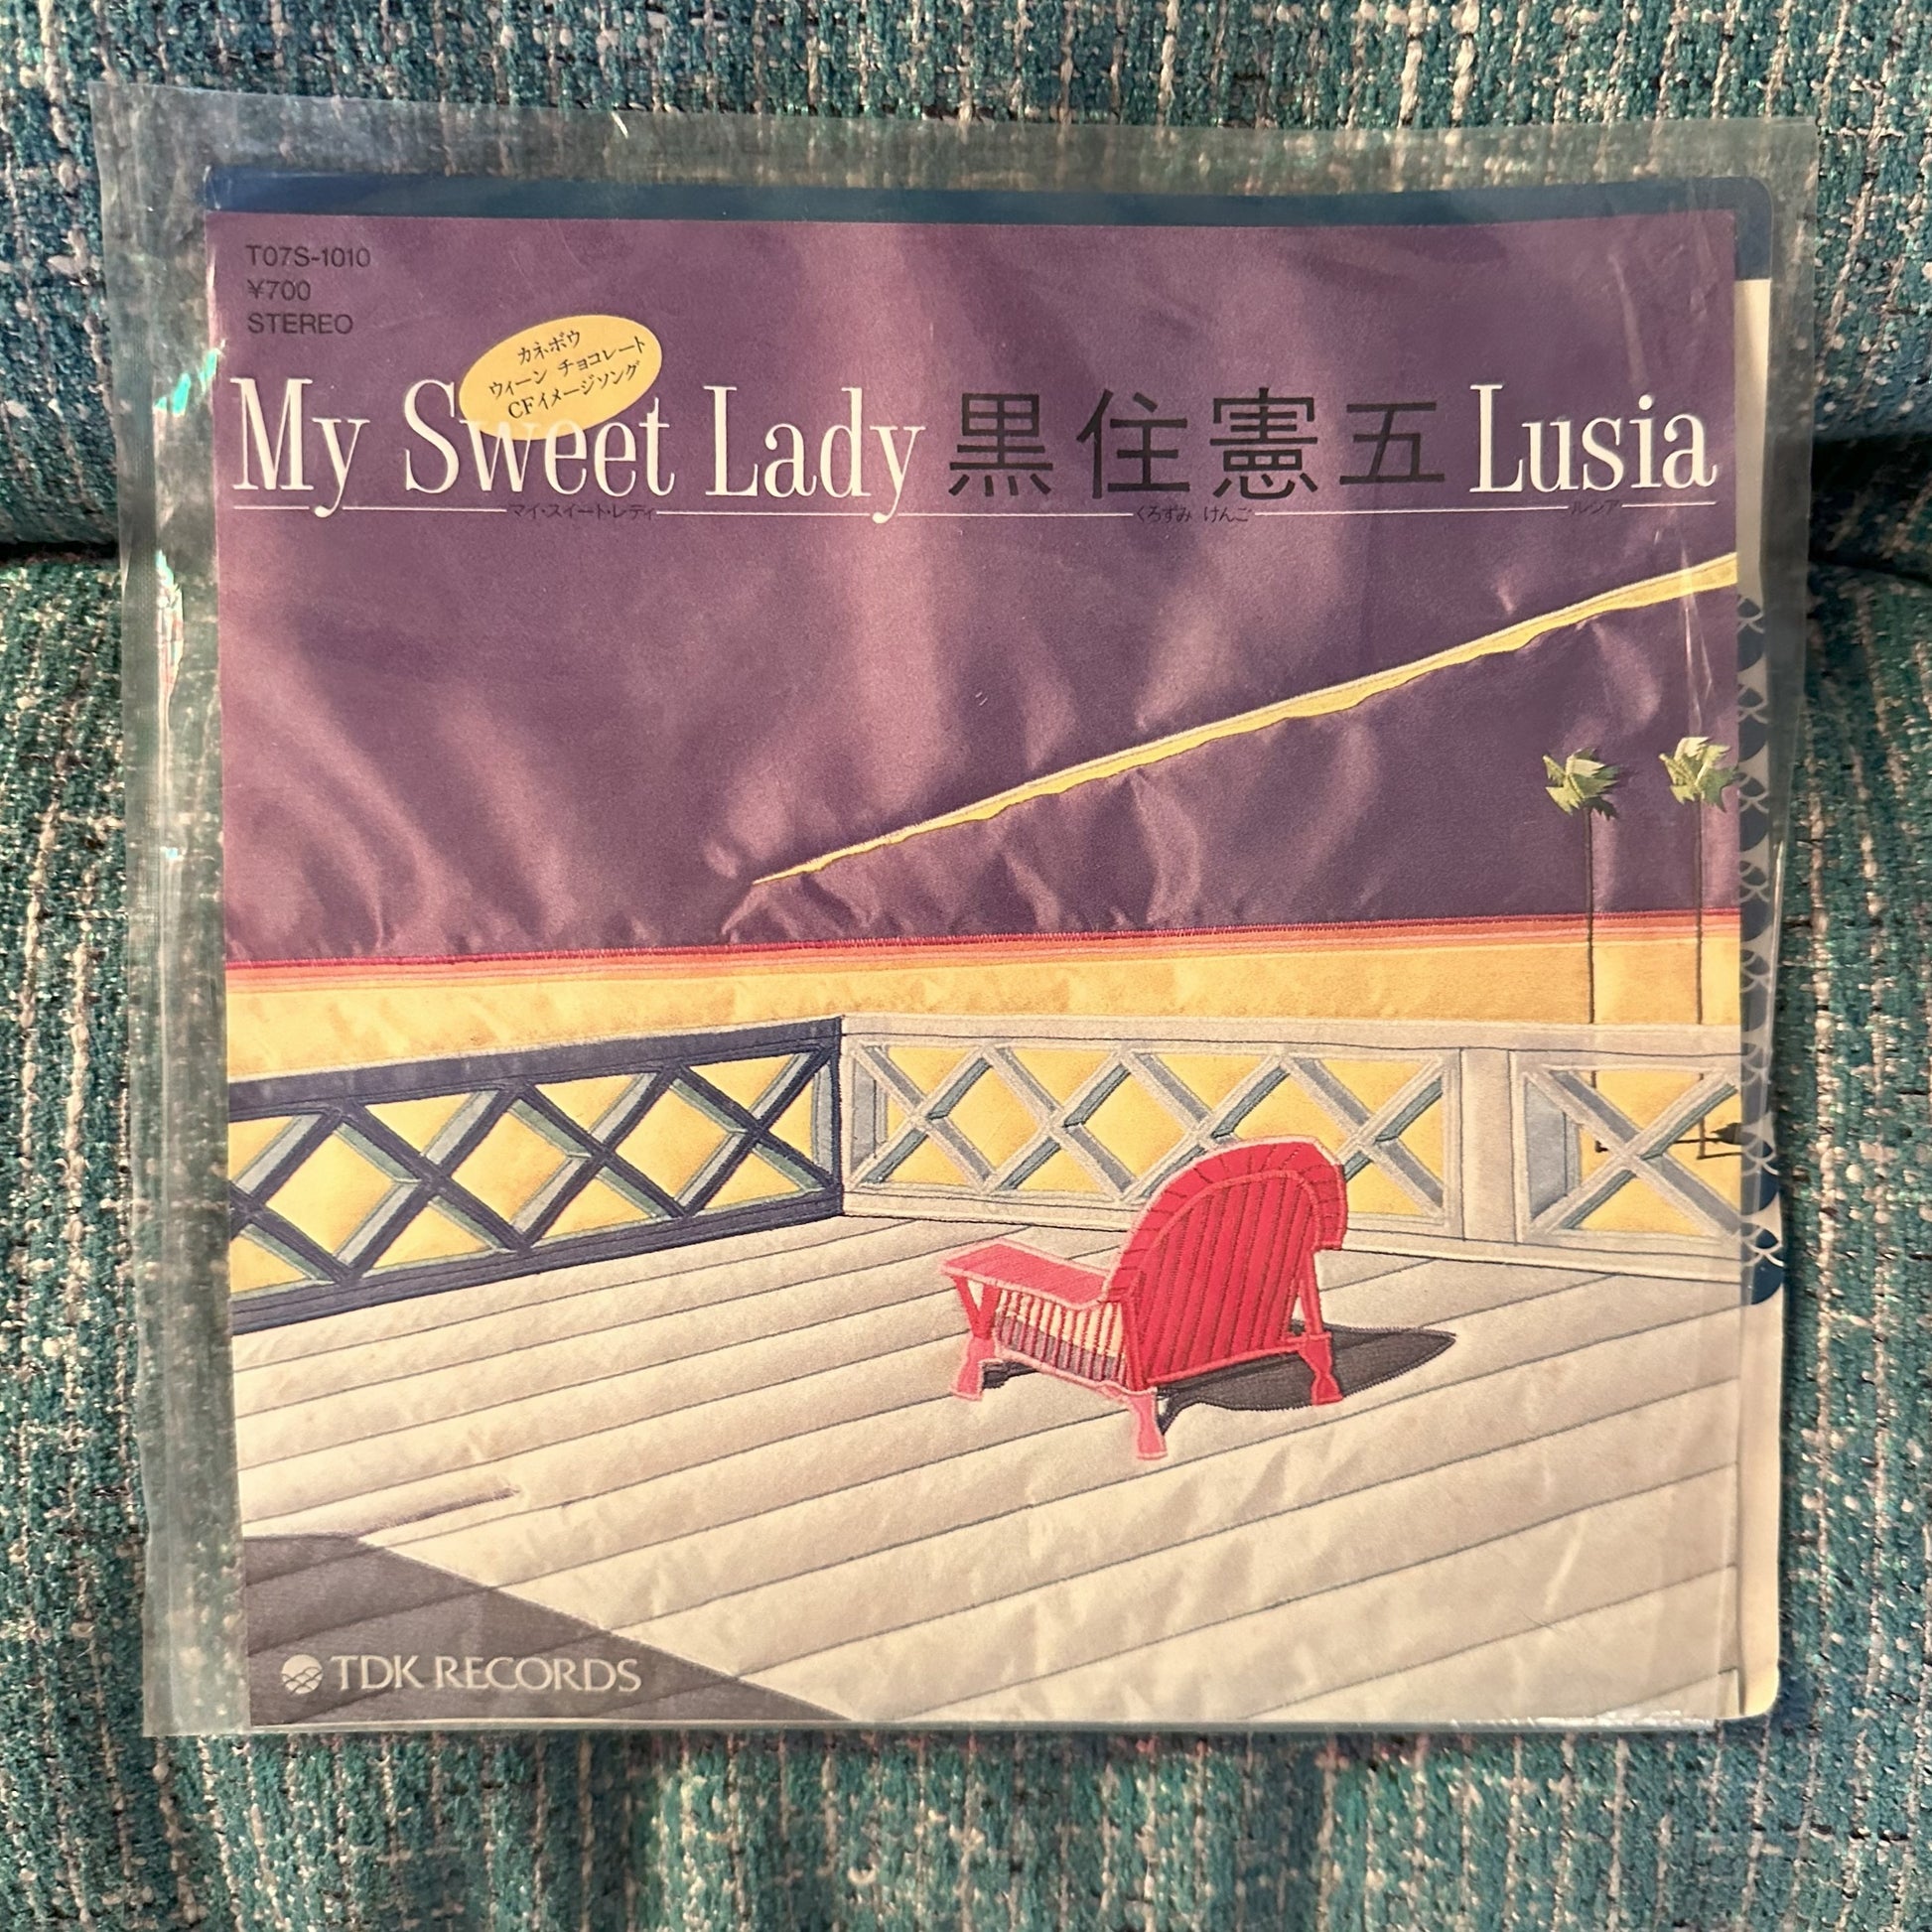 T07S-1010
¥700
STEREO
カネボウ
ウィーン チョコレート
CFイメージソング
My Sweet Lady 黒住憲五 Lusia
マイ・スイート・レディ くろずみ けんご ルシア
TDK RECORDS